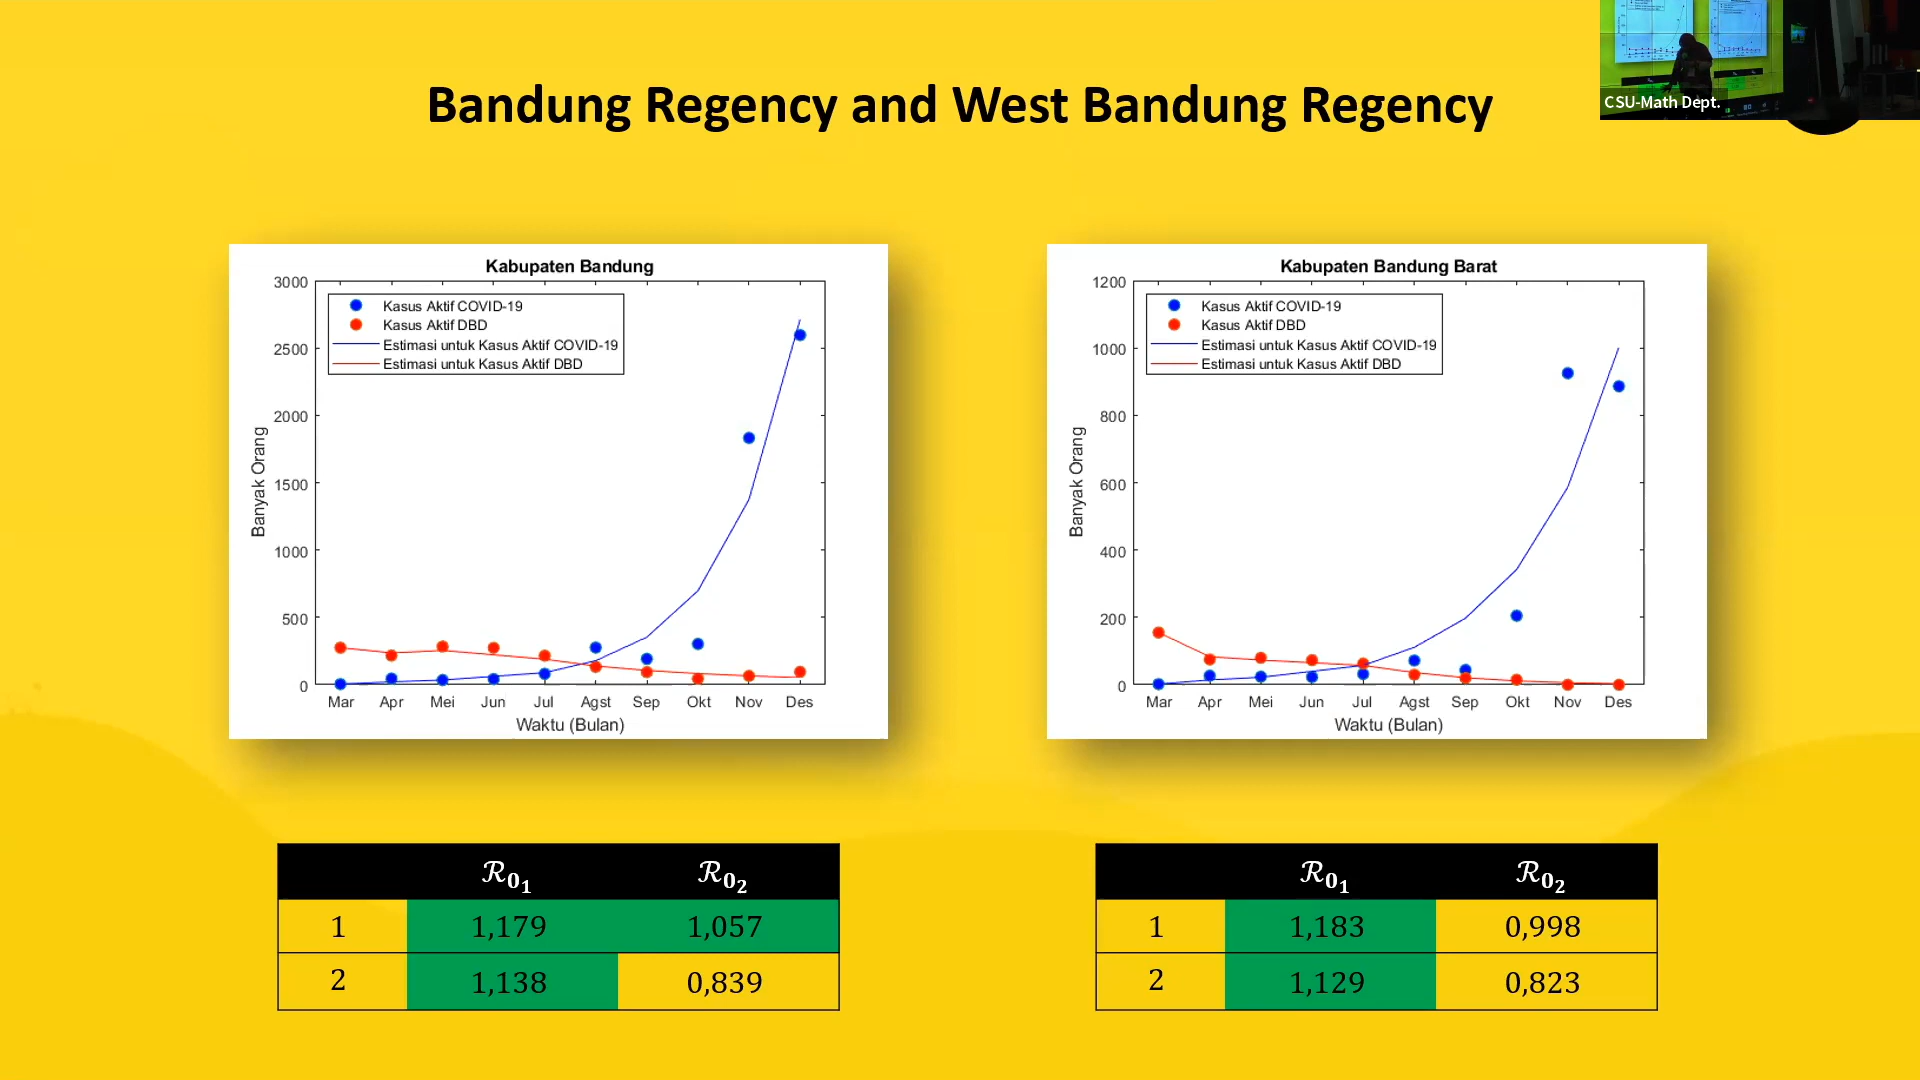 CSU-Math Dept.
Bandung Regency and West Bandung Regency
Kabupaten Bandung
3000
2500
2000
1500
1000
500
0
Banyak Orang
Kasus Aktif COVID-19
Kasus Aktif DBD
Estimasi untuk Kasus Aktif COVID-19
Estimasi untuk Kasus Aktif DBD
Mar Apr Mei Jun Jul Agst Sep Okt Nov Des
Waktu (Bulan)
Kabupaten Bandung Barat
1200
1000
800
600
400
200
0
Banyak Orang
Kasus Aktif COVID-19
Kasus Aktif DBD
Estimasi untuk Kasus Aktif COVID-19
Estimasi untuk Kasus Aktif DBD
Mar Apr Mei Jun Jul Agst Sep Okt Nov Des
Waktu (Bulan)
ℛ₀₁ ℛ₀₂
1 1,179 1,057
2 1,138 0,839
ℛ₀₁ ℛ₀₂
1 1,183 0,998
2 1,129 0,823